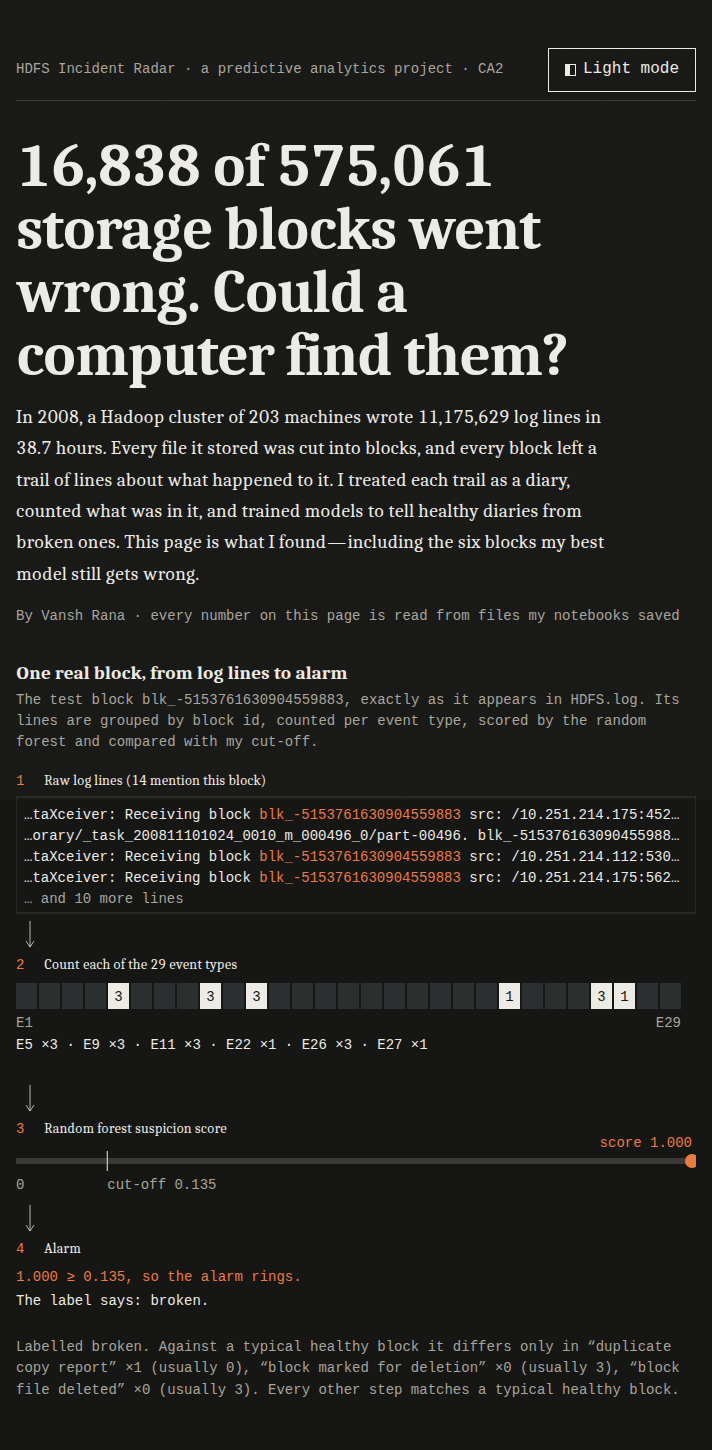 HDFS Incident Radar · a predictive analytics project · CA2
Light mode
16,838 of 575,061
storage blocks went
wrong. Could a
computer find them?
In 2008, a Hadoop cluster of 203 machines wrote 11,175,629 log lines in
38.7 hours. Every file it stored was cut into blocks, and every block left a
trail of lines about what happened to it. I treated each trail as a diary,
counted what was in it, and trained models to tell healthy diaries from
broken ones. This page is what I found—including the six blocks my best
model still gets wrong.
By Vansh Rana · every number on this page is read from files my notebooks saved
One real block, from log lines to alarm
The test block blk_-5153761630904559883, exactly as it appears in HDFS.log. Its
lines are grouped by block id, counted per event type, scored by the random
forest and compared with my cut-off.
1 Raw log lines (14 mention this block)
…taXceiver: Receiving block blk_-5153761630904559883 src: /10.251.214.175:452…
…orary/_task_200811101024_0010_m_000496_0/part-00496. blk_-515376163090455988…
…taXceiver: Receiving block blk_-5153761630904559883 src: /10.251.214.112:530…
…taXceiver: Receiving block blk_-5153761630904559883 src: /10.251.214.175:562…
… and 10 more lines
2 Count each of the 29 event types
3 3 3 1 3 1
E1 E29
E5 ×3 · E9 ×3 · E11 ×3 · E22 ×1 · E26 ×3 · E27 ×1
3 Random forest suspicion score
score 1.000
0 cut-off 0.135
4 Alarm
1.000 ≥ 0.135, so the alarm rings.
The label says: broken.
Labelled broken. Against a typical healthy block it differs only in “duplicate
copy report” ×1 (usually 0), “block marked for deletion” ×0 (usually 3), “block
file deleted” ×0 (usually 3). Every other step matches a typical healthy block.